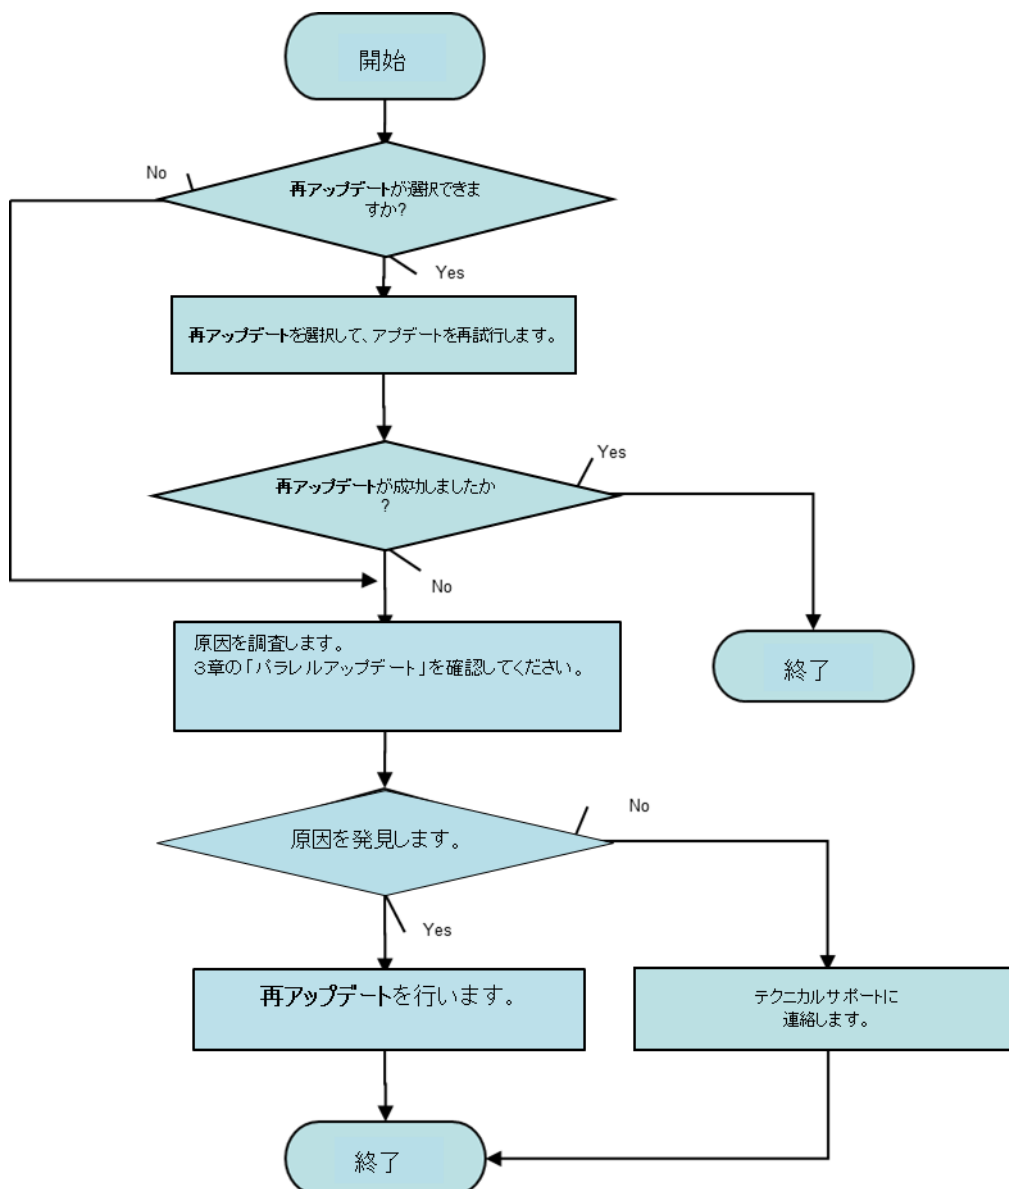 開始
No
再アップデートが選択できま
すか?
Yes
再アップデートを選択して、アプデートを再試行します。
Yes
再アップデートが成功しましたか
?
No
原因を調査します。
3章の「パラレルアップデート」を確認してください。
終了
No
原因を発見します。
Yes
再アップデートを行います。
テクニカルサポートに
連絡します。
終了